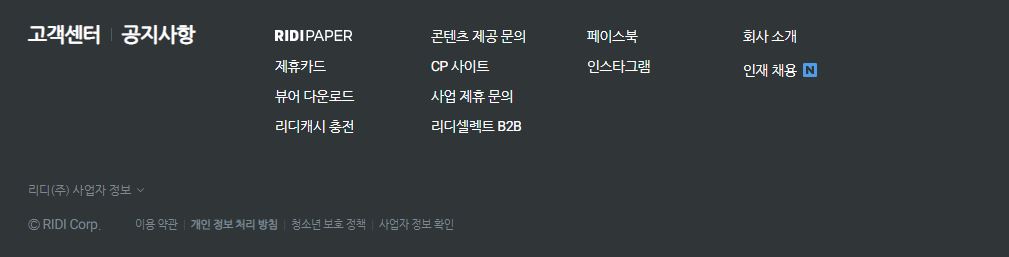 고객센터 공지사항
RIDIPAPER
제휴카드
뷰어 다운로드
리디캐시 충전
콘텐츠 제공 문의
CP 사이트
사업 제휴 문의
리디셀렉트 B2B
페이스북
인스타그램
회사 소개
인재 채용 N
리디(주) 사업자 정보
© RIDI Corp. 이용 약관 개인 정보 처리 방침 청소년 보호 정책 사업자 정보 확인